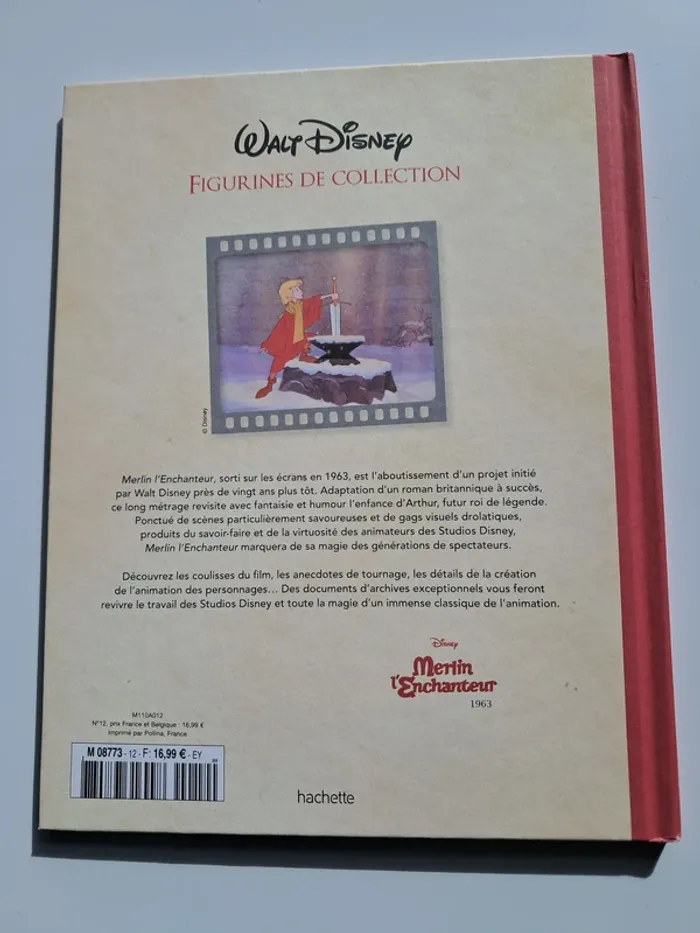 WALT DISNEY
FIGURINES DE COLLECTION
© Disney
Merlin l'Enchanteur, sorti sur les écrans en 1963, est l'aboutissement d'un projet initié
par Walt Disney près de vingt ans plus tôt. Adaptation d'un roman britannique à succès,
ce long métrage revisite avec fantaisie et humour l'enfance d'Arthur, futur roi de légende.
Ponctué de scènes particulièrement savoureuses et de gags visuels drolatiques,
produits du savoir-faire et de la virtuosité des animateurs des Studios Disney,
Merlin l'Enchanteur marquera de sa magie des générations de spectateurs.
Découvrez les coulisses du film, les anecdotes de tournage, les détails de la création
de l'animation des personnages... Des documents d'archives exceptionnels vous feront
revivre le travail des Studios Disney et toute la magie d'un immense classique de l'animation.
Disney
Merlin
l'Enchanteur
1963
M110A012
N°12, prix France et Belgique : 16,99 €
Imprimé par Pollina, France
M 08773 - 12 - F: 16,99 € - EY
hachette